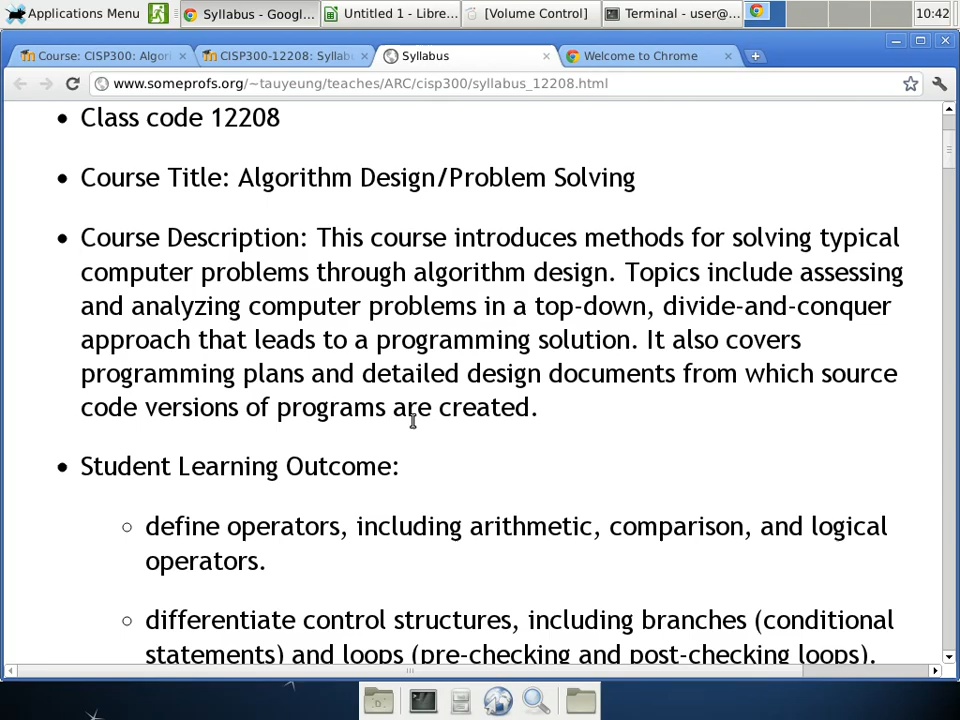 Applications Menu
Syllabus - Googl...
Untitled 1 - Libre...
[Volume Control]
Terminal - user@...
10:42
Course: CISP300: Algori
CISP300-12208: Syllab
Syllabus
Welcome to Chrome
www.someprofs.org/~tauyeung/teaches/ARC/cisp300/syllabus_12208.html
• Class code 12208
• Course Title: Algorithm Design/Problem Solving
• Course Description: This course introduces methods for solving typical
computer problems through algorithm design. Topics include assessing
and analyzing computer problems in a top-down, divide-and-conquer
approach that leads to a programming solution. It also covers
programming plans and detailed design documents from which source
code versions of programs are created.
• Student Learning Outcome:
○ define operators, including arithmetic, comparison, and logical
operators.
○ differentiate control structures, including branches (conditional
statements) and loops (pre-checking and post-checking loops).